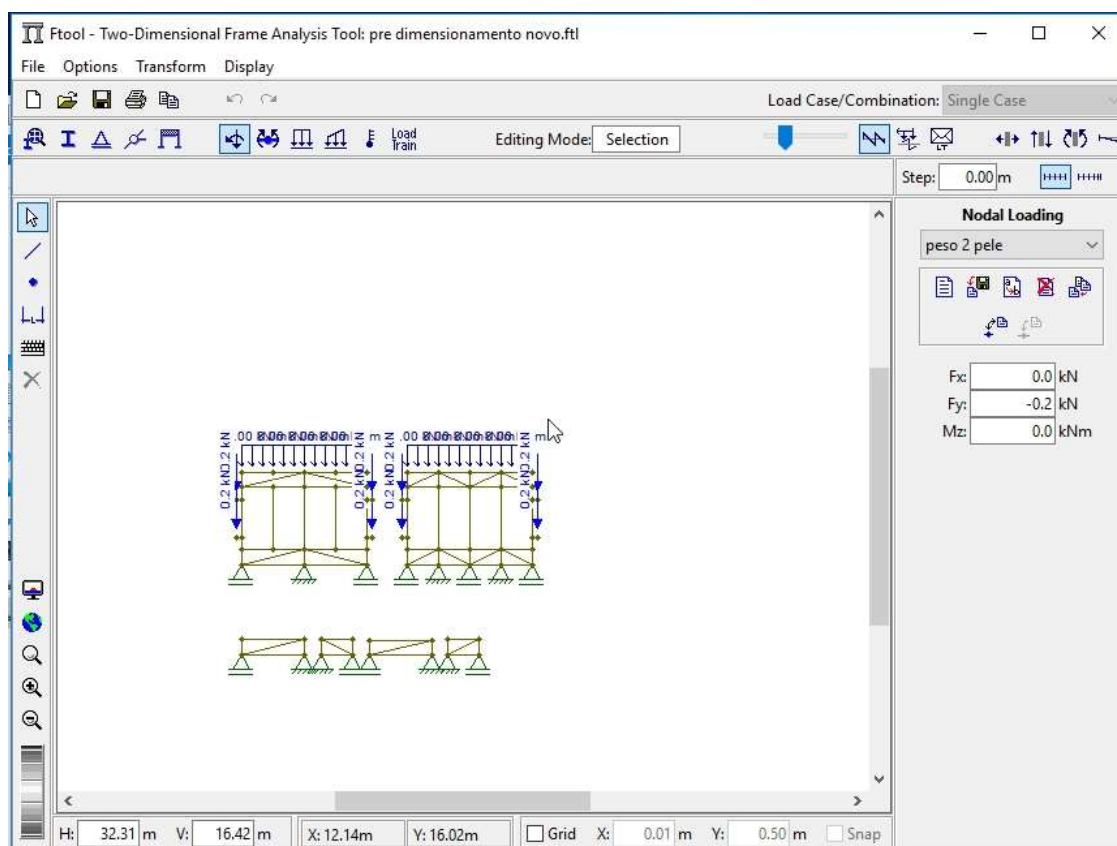 Ftool - Two-Dimensional Frame Analysis Tool: pre dimensionamento novo.ftl
File Options Transform Display
Load Case/Combination: Single Case
Load
Train
Editing Mode: Selection
LT
Step: 0.00 m
Nodal Loading
peso 2 pele
Fx: 0.0 kN
Fy: -0.2 kN
Mz: 0.0 kNm
0.2 kN
0.2 kN
0.2 kN
0.2 kN
0.2 kN
0.2 kN
0.2 kN
0.2 kN
H: 32.31 m V: 16.42 m X: 12.14m Y: 16.02m Grid X: 0.01 m Y: 0.50 m Snap